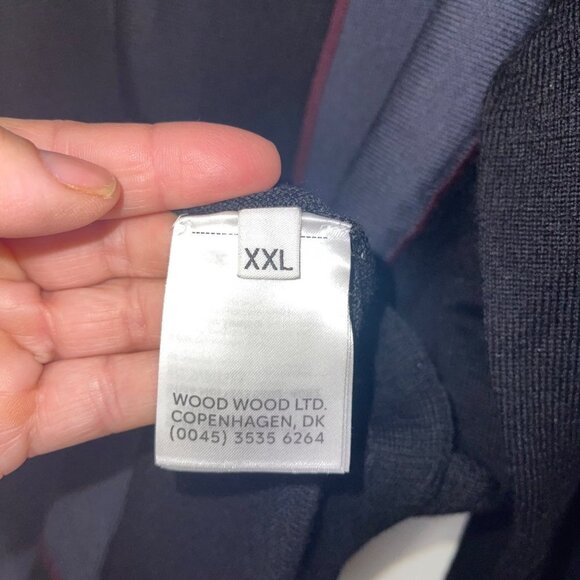 XXL
WOOD WOOD LTD.
COPENHAGEN, DK
(0045) 3535 6264